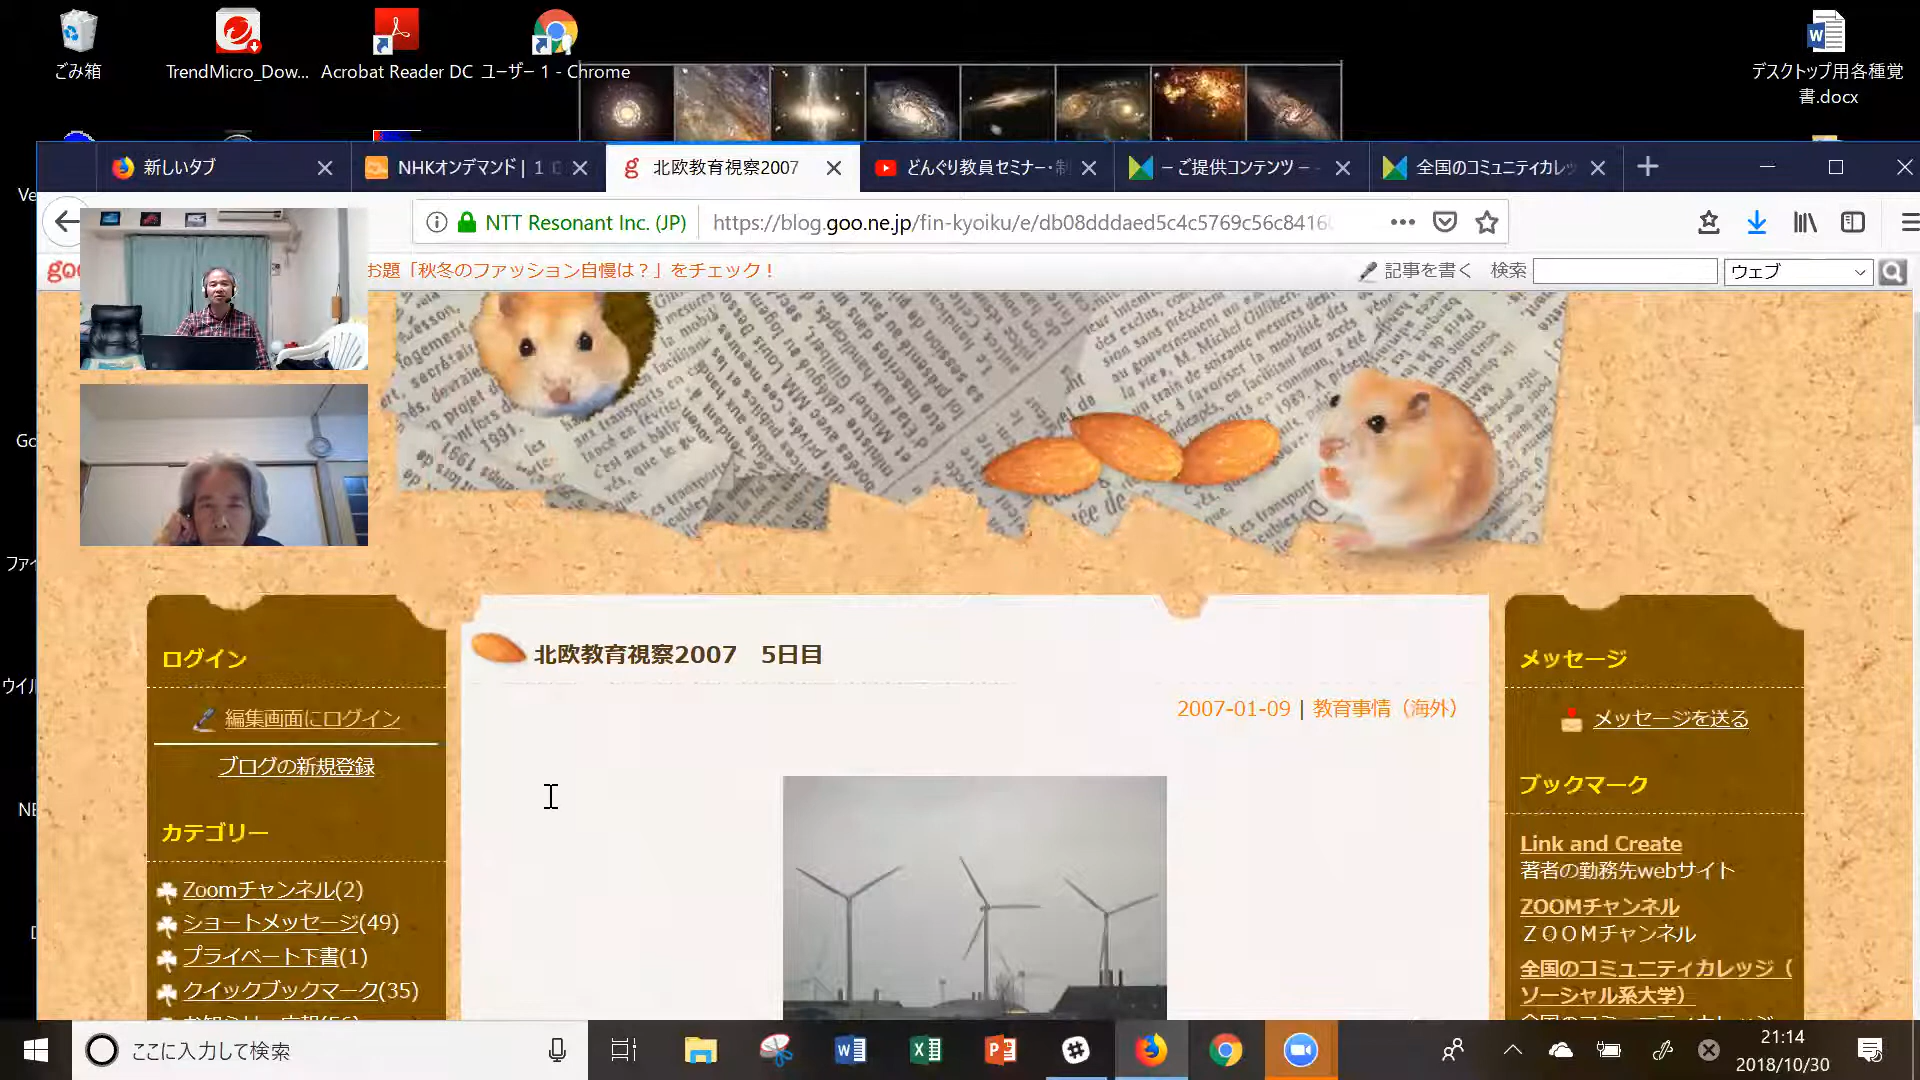 ごみ箱
TrendMicro_Dow...
Acrobat Reader DC
ユーザー 1 - Chrome
デスクトップ用各種覚
書.docx
新しいタブ
NHKオンデマンド| 1
北欧教育視察2007
どんぐり教員セミナー・制
－ご提供コンテンツ－
全国のコミュニティカレッ
NTT Resonant Inc. (JP)
https://blog.goo.ne.jp/fin-kyoiku/e/db08dddaed5c4c5769c56c8416
お題「秋冬のファッション自慢は？」をチェック！
記事を書く
検索
ウェブ
北欧教育視察2007　5日目
2007-01-09 | 教育事情（海外）
ログイン
編集画面にログイン
ブログの新規登録
カテゴリー
Zoomチャンネル(2)
ショートメッセージ(49)
プライベート下書(1)
クイックブックマーク(35)
メッセージ
メッセージを送る
ブックマーク
Link and Create
著者の勤務先webサイト
ZOOMチャンネル
ＺＯＯＭチャンネル
全国のコミュニティカレッジ（
ソーシャル系大学）
ここに入力して検索
21:14
2018/10/30